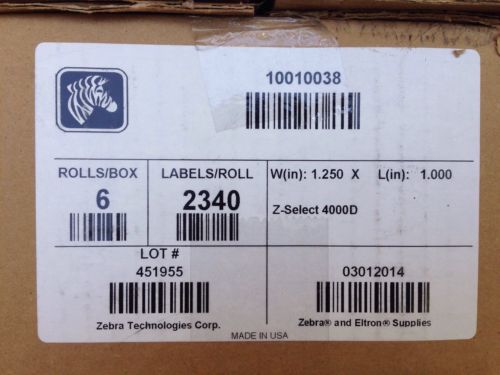 10010038
ROLLS/BOX
6
LABELS/ROLL
2340
W(in): 1.250 X L(in): 1.000
Z-Select 4000D
LOT #
451955
03012014
Zebra Technologies Corp.
Zebra® and Eltron® Supplies
MADE IN USA